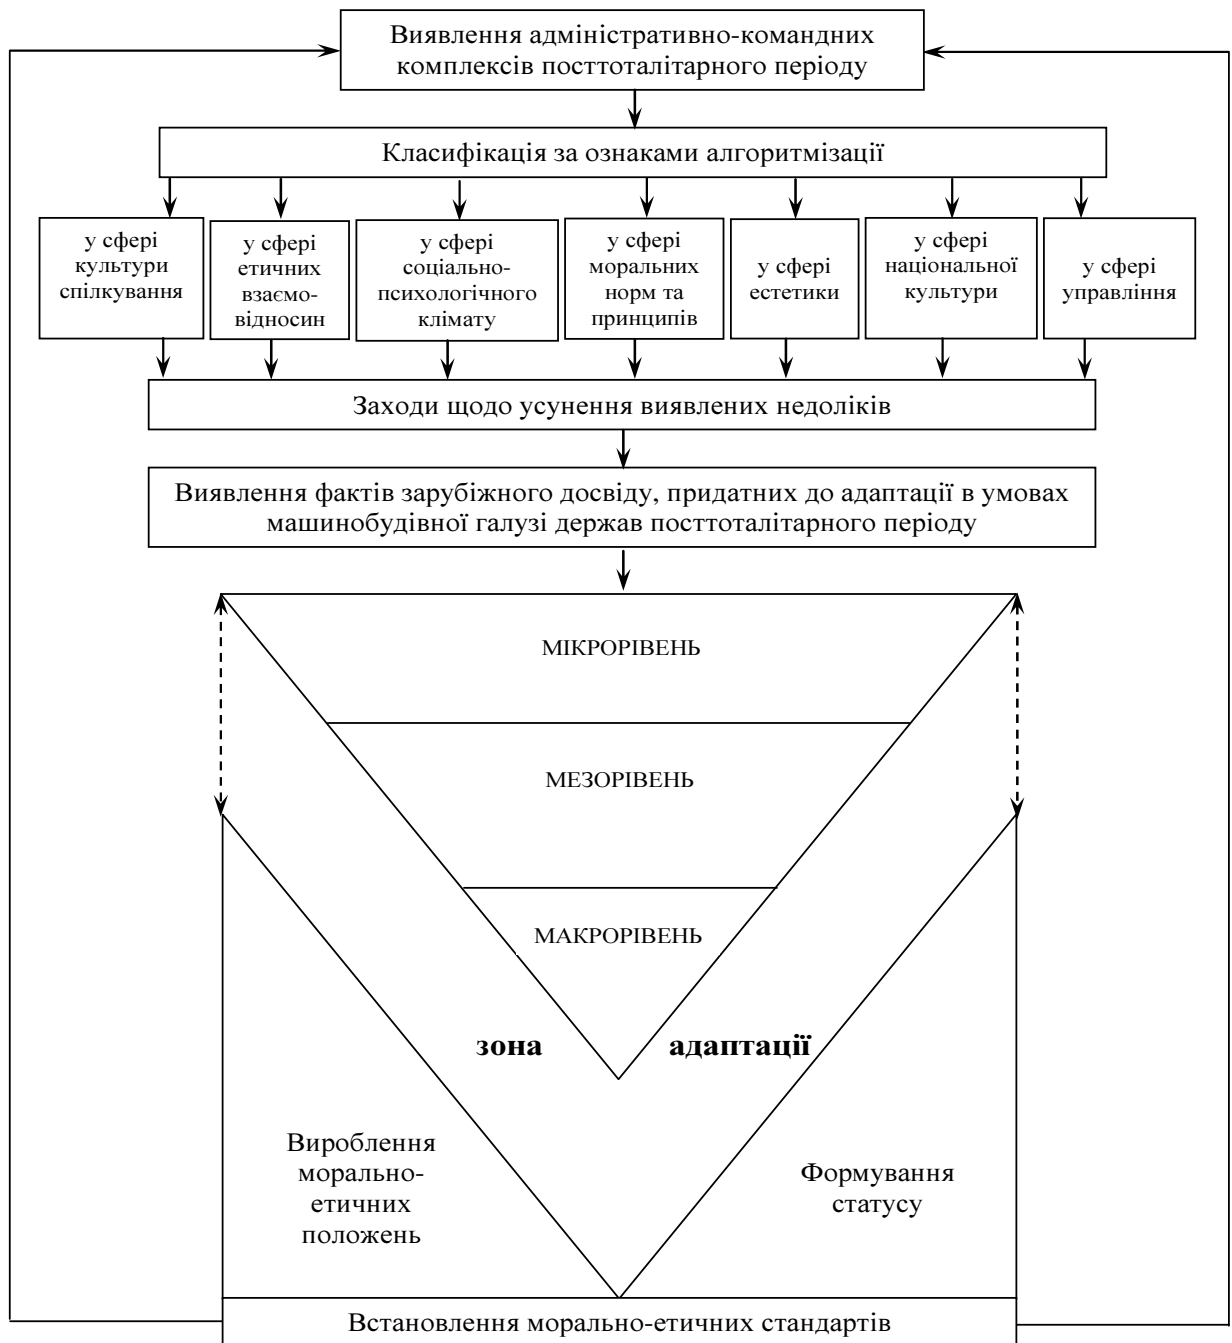 Виявлення адміністративно-командних
комплексів посттоталітарного періоду
Класифікація за ознаками алгоритмізації
у сфері
культури
спілкування
у сфері
етичних
взаємо-
відносин
у сфері
соціально-
психологічного
клімату
у сфері
моральних
норм та
принципів
у сфері
естетики
у сфері
національної
культури
у сфері
управління
Заходи щодо усунення виявлених недоліків
Виявлення фактів зарубіжного досвіду, придатних до адаптації в умовах
машинобудівної галузі держав посттоталітарного періоду
МІКРОРІВЕНЬ
МЕЗОРІВЕНЬ
МАКРОРІВЕНЬ
зона адаптації
Вироблення
морально-
етичних
положень
Формування
статусу
Встановлення морально-етичних стандартів